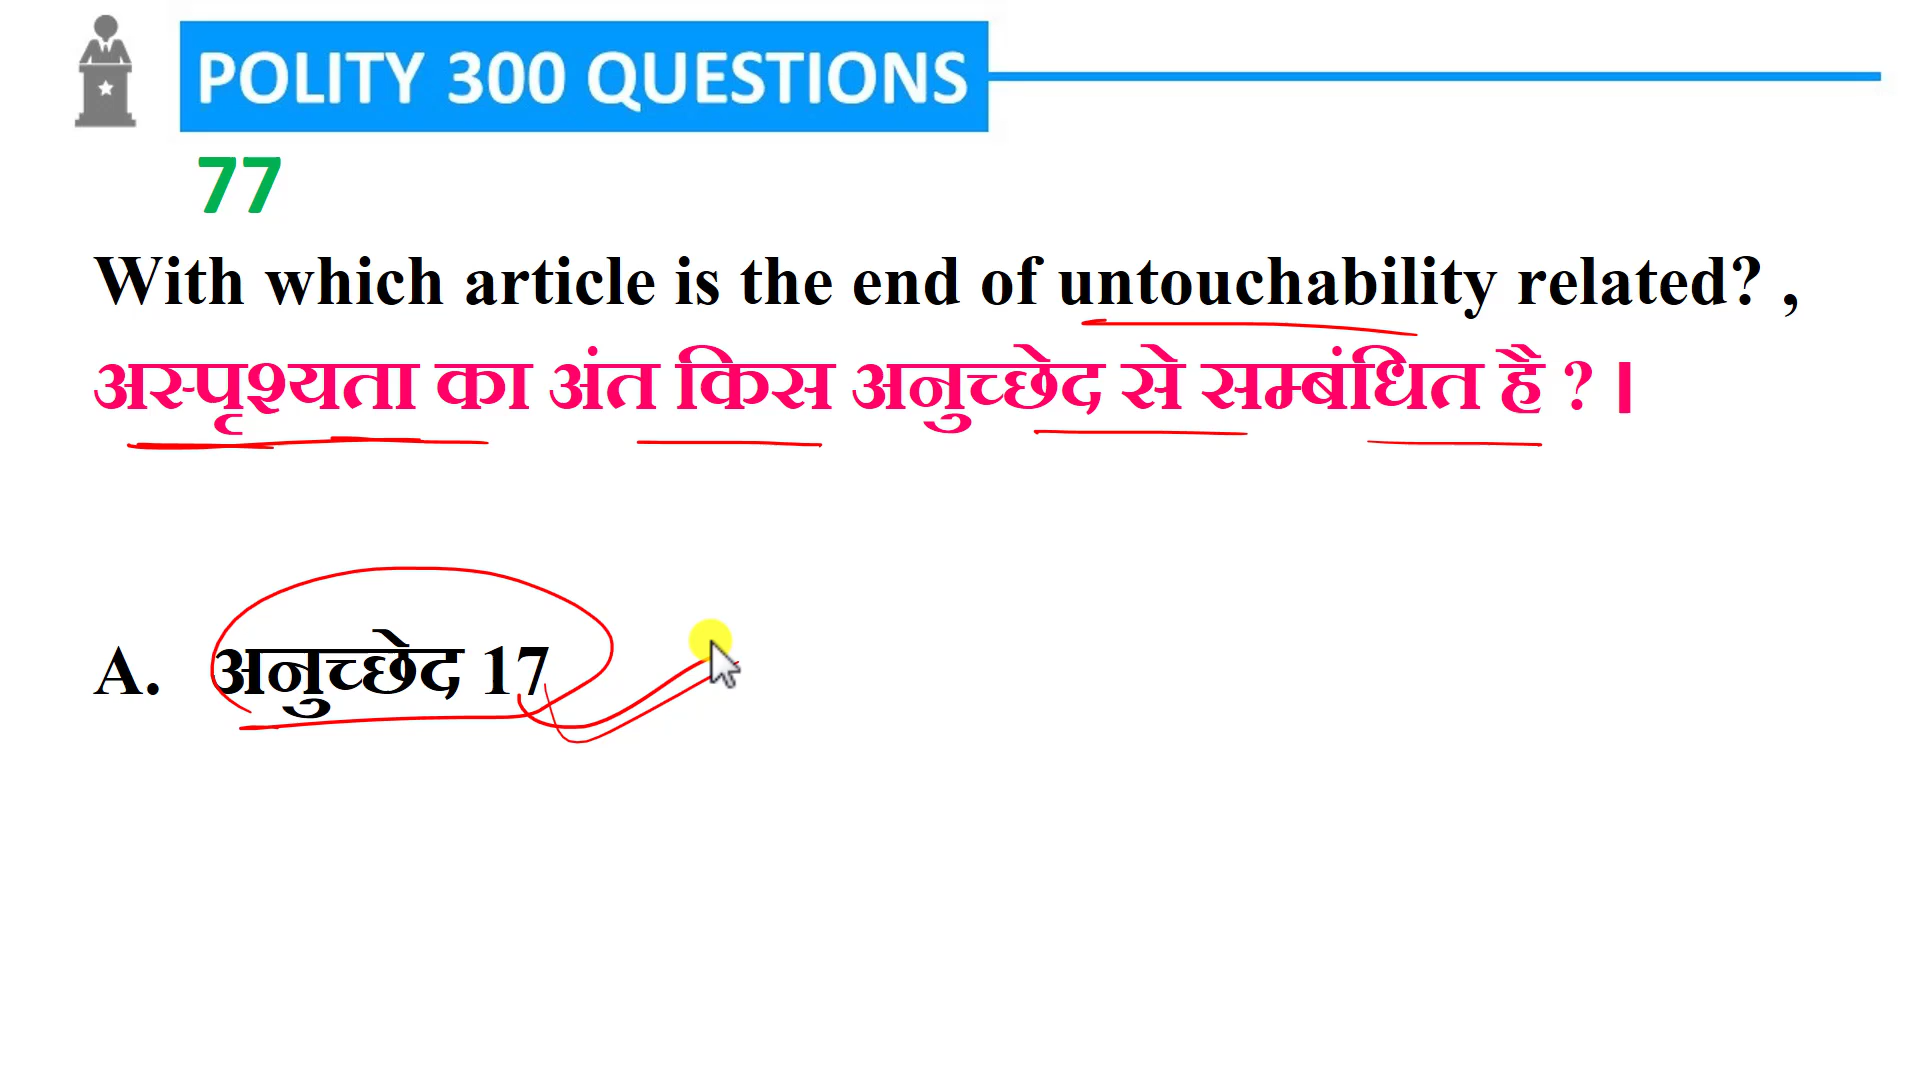 POLITY 300 QUESTIONS
77
With which article is the end of untouchability related? ,
अस्पृश्यता का अंत किस अनुच्छेद से सम्बंधित है ? ।
A. अनुच्छेद 17